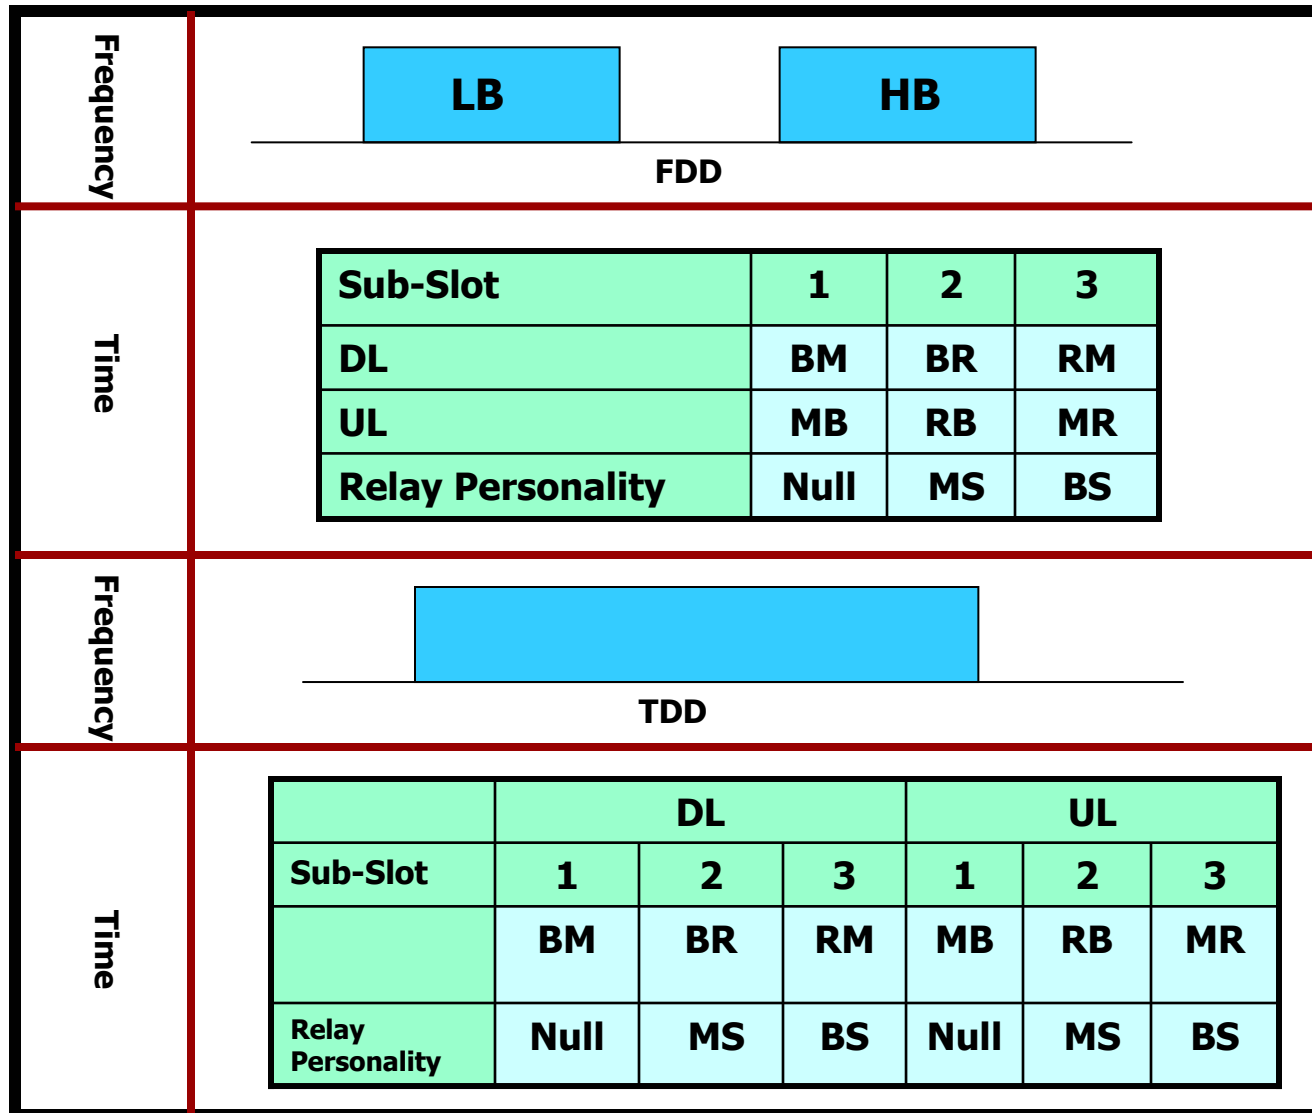 Frequency
LB HB
FDD
Time
Sub-Slot 1 2 3
DL BM BR RM
UL MB RB MR
Relay Personality Null MS BS
Frequency
TDD
Time
DL UL
Sub-Slot 1 2 3 1 2 3
BM BR RM MB RB MR
Relay
Personality Null MS BS Null MS BS